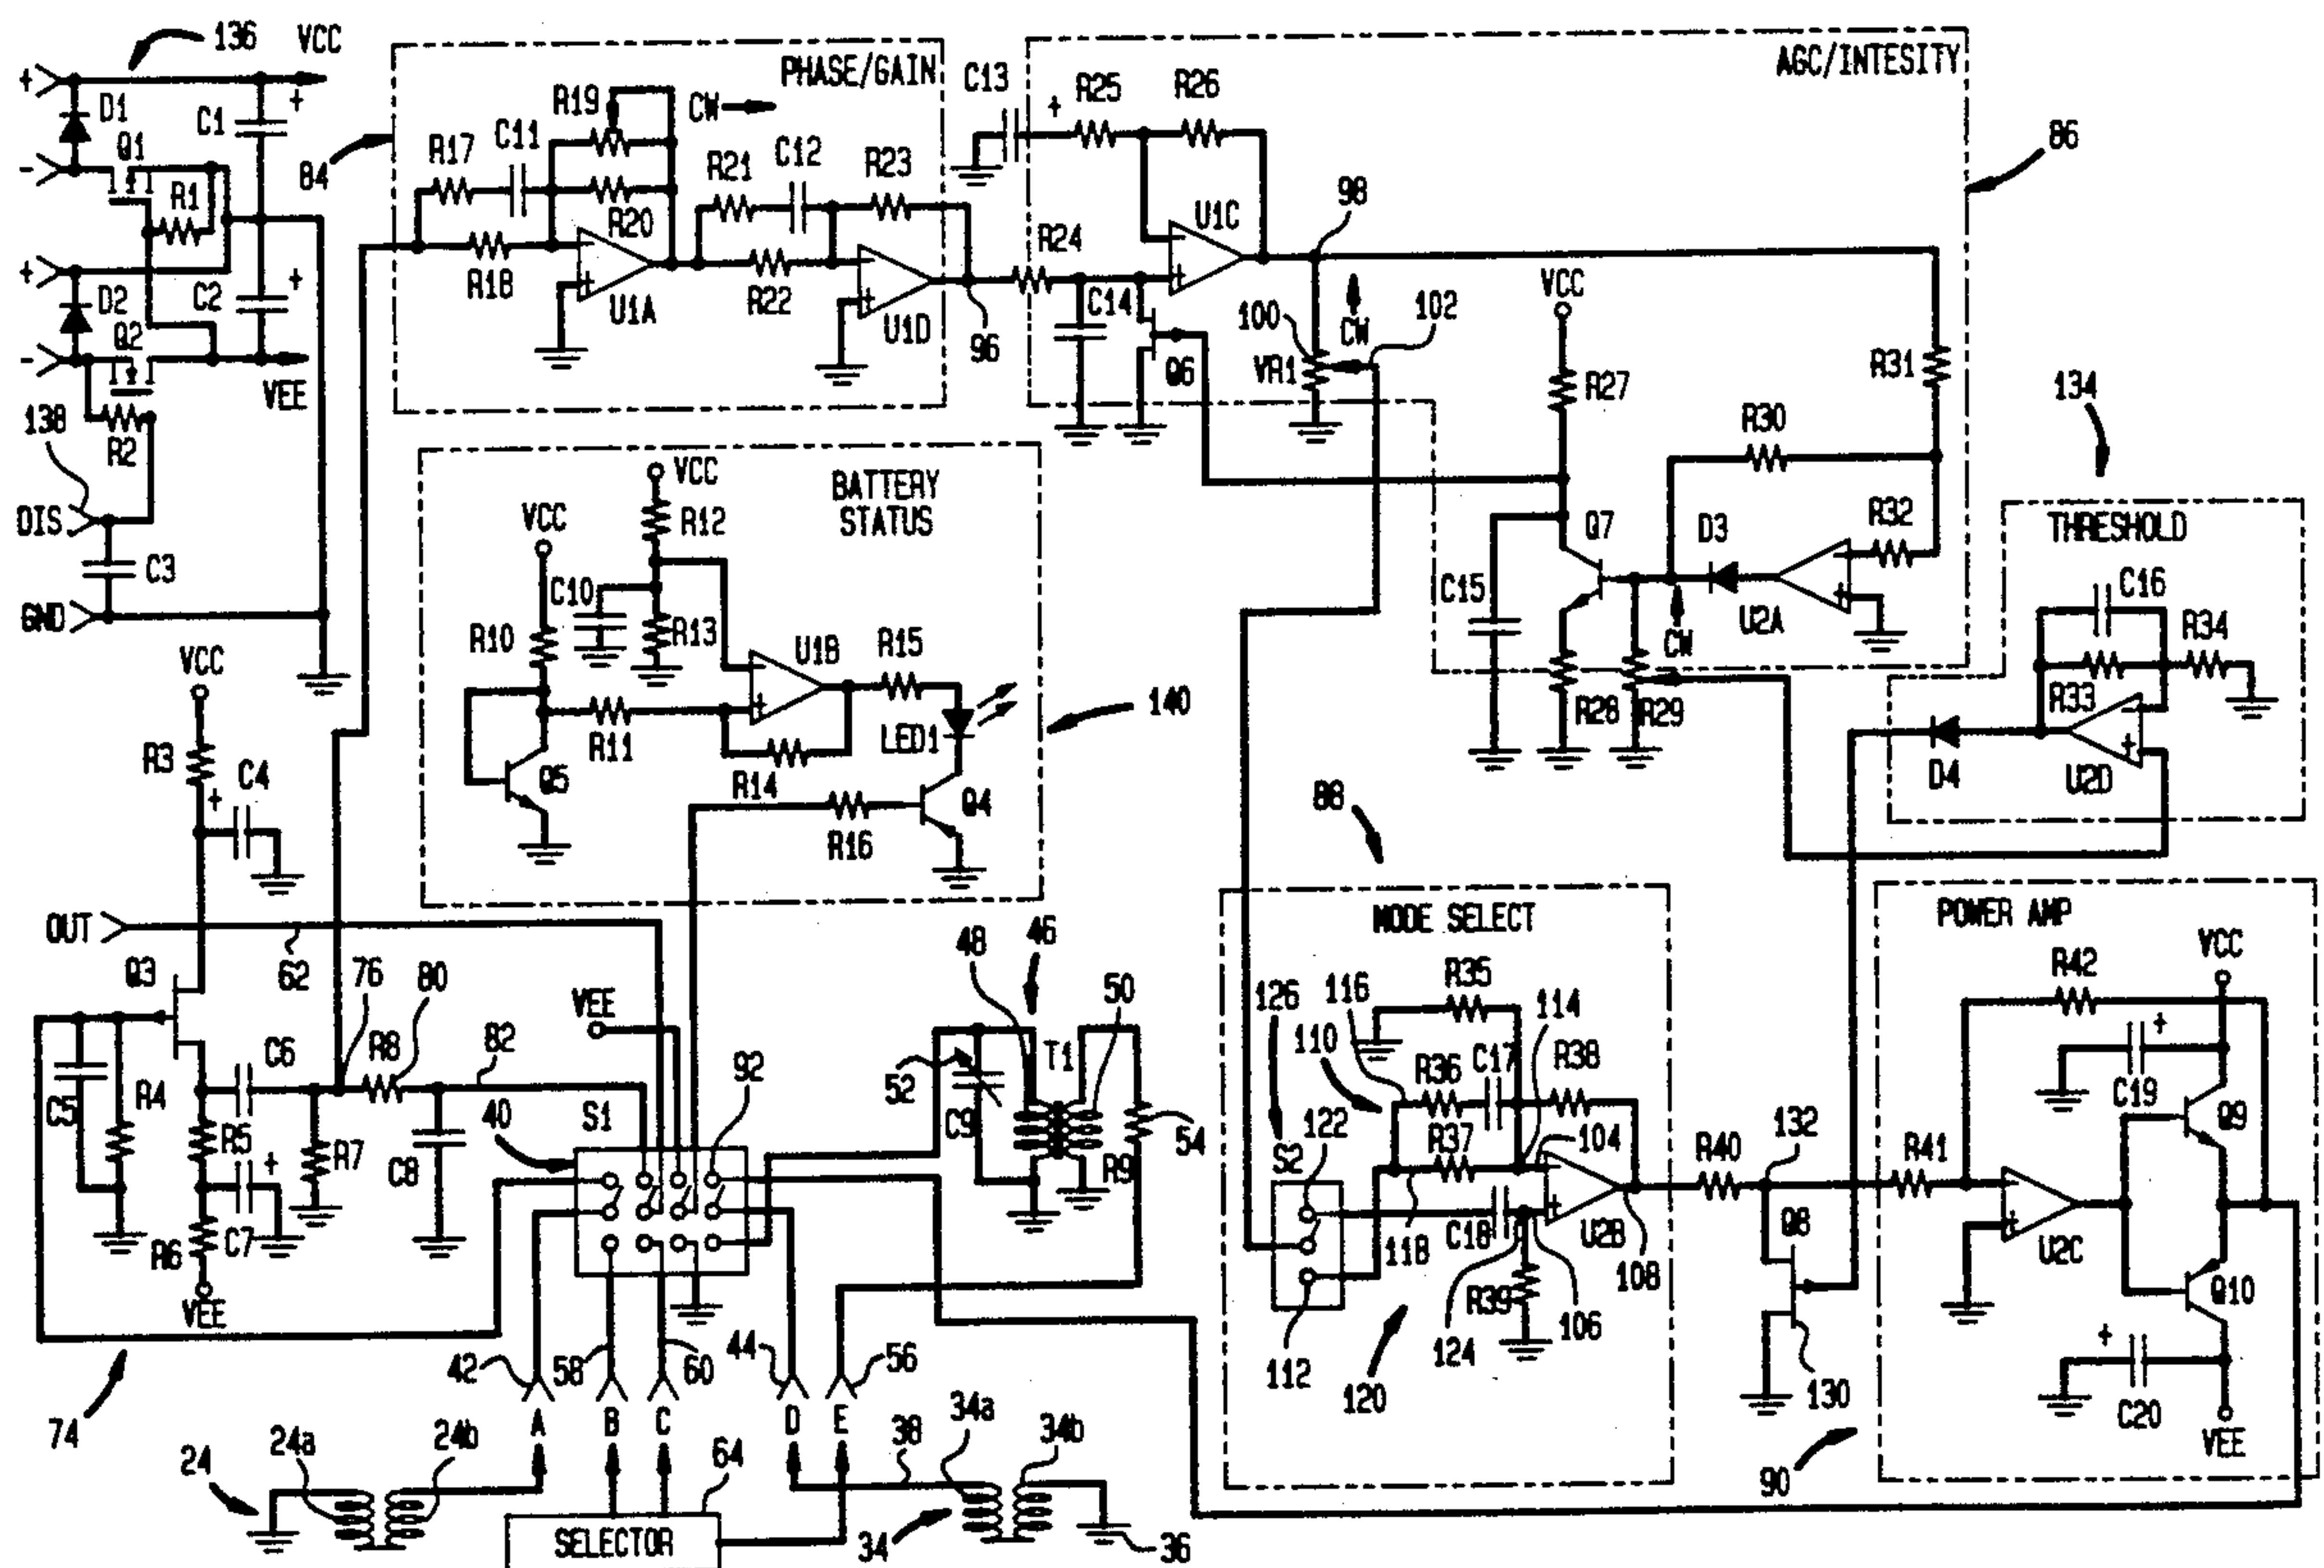 136
VCC
+
D1
Q1
C1
+
-
R1
+
D2
Q2
C2
+
-
VEE
R2
138
DIS
C3
GND
PHASE/GAIN
84
R17
C11
R19
CW
R20
R18
U1A
R21
C12
R23
R22
U1D
96
AGC/INTESITY
86
C13
+
R25
R26
R24
U1C
C14
Q6
98
100
VR1
CW
102
VCC
R27
R31
R30
Q7
D3
R32
C15
CW
U2A
R28
R29
134
THRESHOLD
C16
R34
R33
D4
U2D
BATTERY
STATUS
VCC
VCC
R12
C10
R10
R13
U1B
R15
R11
LED1
R14
Q5
Q4
R16
140
VCC
R3
C4
+
OUT
62
Q3
76
80
C6
R8
82
C5
R4
R5
R7
C8
C7
+
R6
VEE
74
VEE
S1
40
92
48
46
50
T1
52
C9
R9
54
42
58
60
44
56
A
B
C
D
E
24
24a
24b
64
SELECTOR
38
34a
34b
34
36
88
MODE SELECT
126
116
R35
114
110
R36
C17
R38
S2
122
R37
104
C18
U2B
118
R39
124
106
108
112
120
R40
132
Q8
130
POWER AMP
VCC
R42
C19
+
Q9
R41
U2C
Q10
+
C20
VEE
90